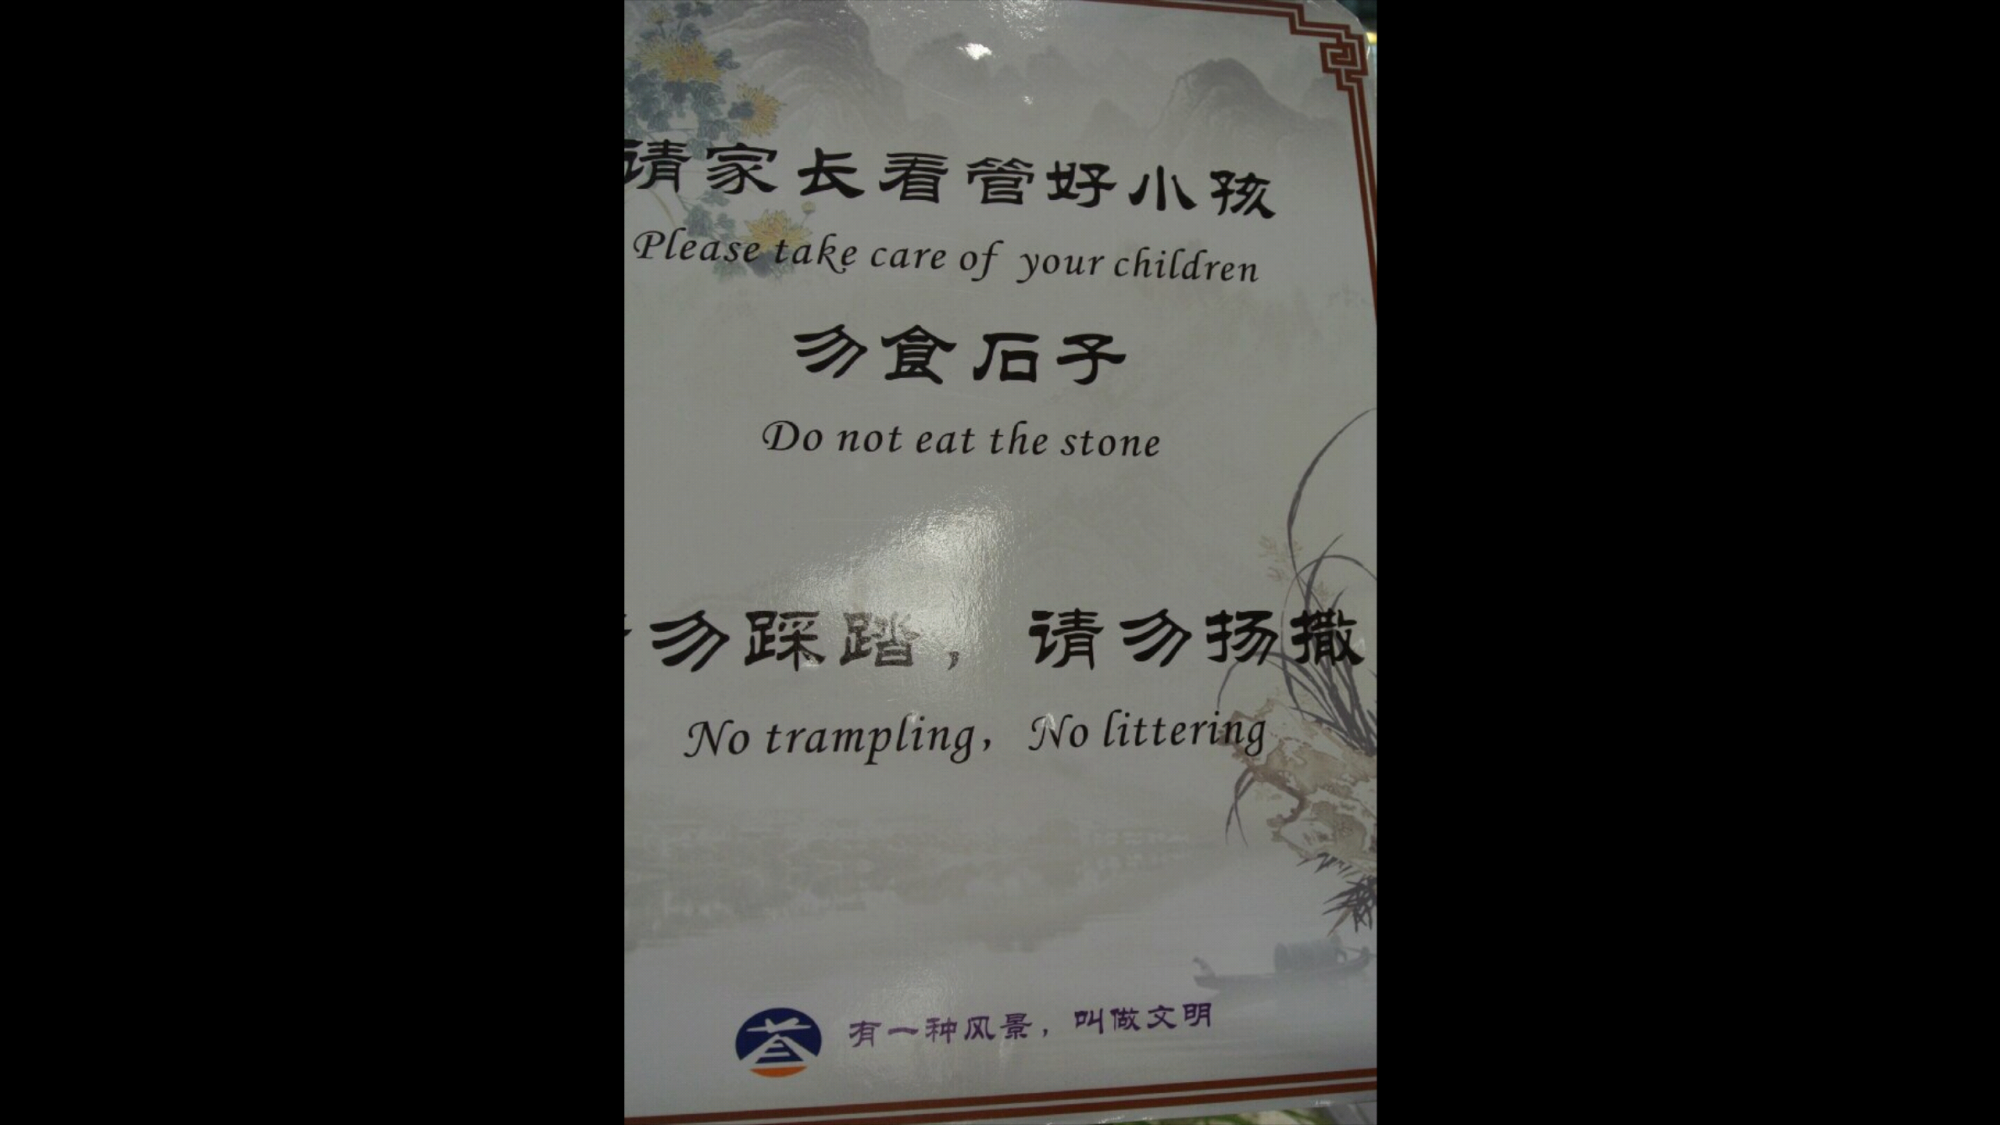 请家长看管好小孩
Please take care of your children
勿食石子
Do not eat the stone
勿踩踏，请勿扬撒
No trampling, No littering
有一种风景，叫做文明